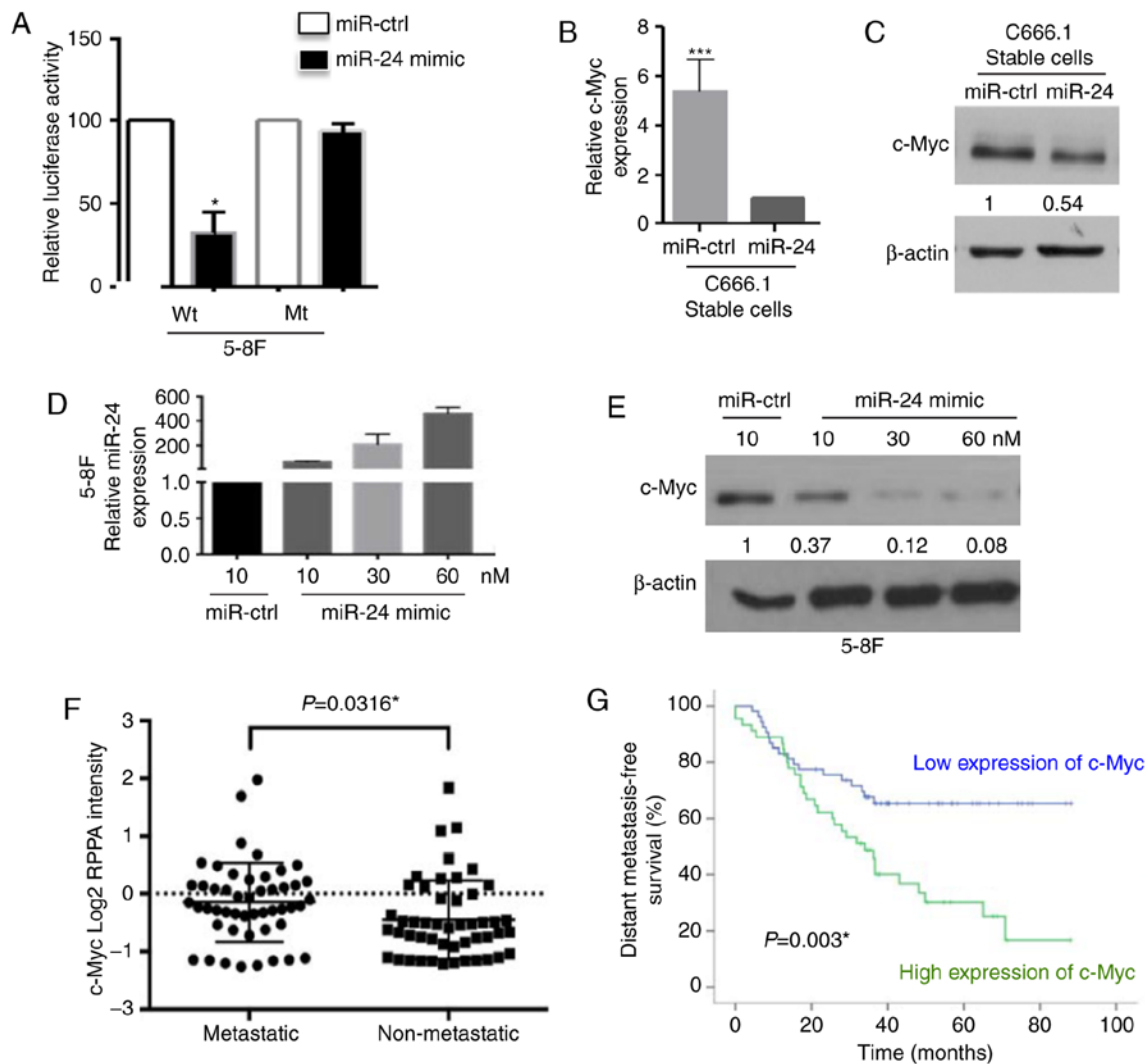 A
miR-ctrl
miR-24 mimic
Relative luciferase activity
150
100
50
0
*
Wt
Mt
5-8F
B
Relative c-Myc
expression
8
6
4
2
0
***
miR-ctrl
miR-24
C666.1
Stable cells
C
C666.1
Stable cells
miR-ctrl miR-24
c-Myc
1
0.54
β-actin
D
5-8F
Relative miR-24
expression
600
400
200
1.0
0.5
0.0
10
10
30
60
nM
miR-ctrl
miR-24 mimic
E
miR-ctrl
miR-24 mimic
10
10
30
60 nM
c-Myc
1
0.37
0.12
0.08
β-actin
5-8F
F
P=0.0316*
c-Myc Log2 RPPA intensity
3
2
1
0
−1
−3
Metastatic
Non-metastatic
G
Distant metastasis-free
survival (%)
100
80
60
40
20
0
Low expression of c-Myc
P=0.003*
High expression of c-Myc
0
20
40
60
80
100
Time (months)